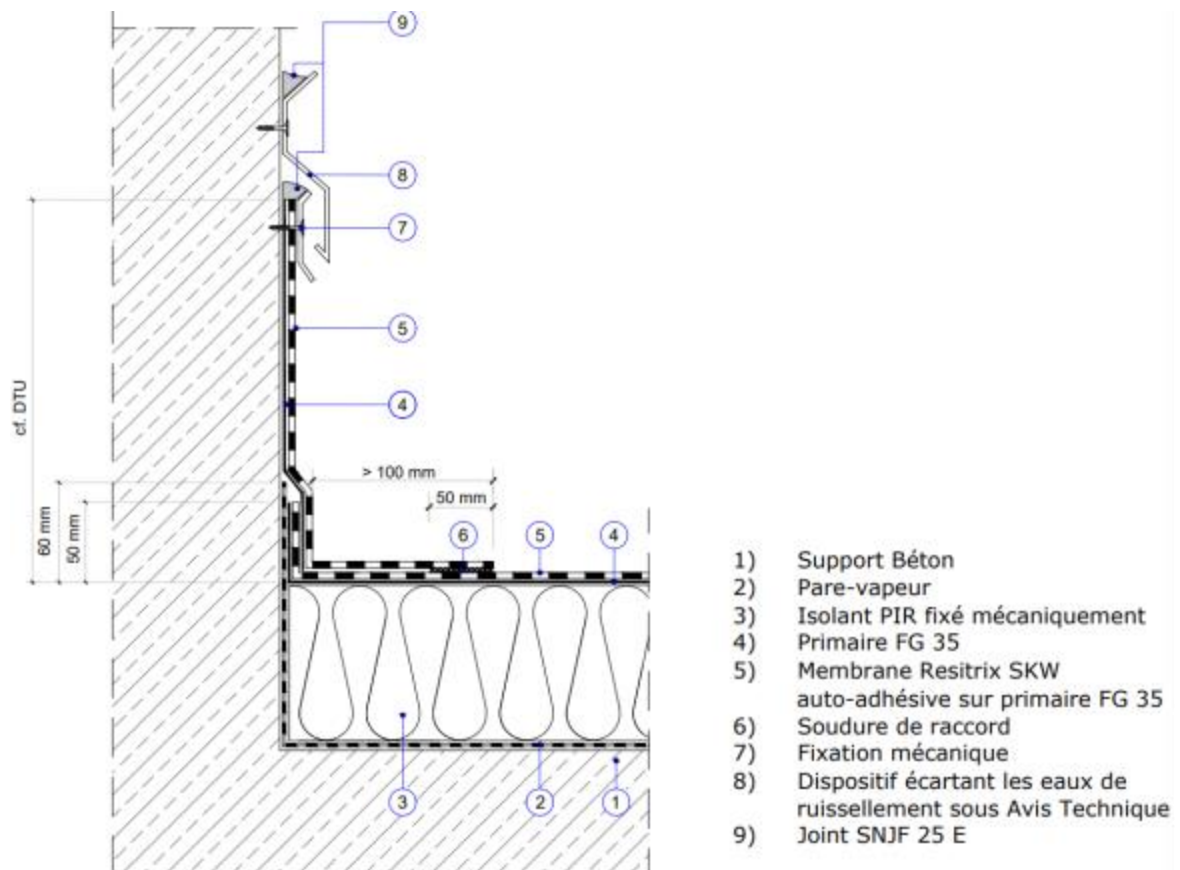 9
8
7
5
4
cf. DTU
> 100 mm
50 mm
60 mm
50 mm
6
5
4
3
2
1
1) Support Béton
2) Pare-vapeur
3) Isolant PIR fixé mécaniquement
4) Primaire FG 35
5) Membrane Resitrix SKW
auto-adhésive sur primaire FG 35
6) Soudure de raccord
7) Fixation mécanique
8) Dispositif écartant les eaux de
ruissellement sous Avis Technique
9) Joint SNJF 25 E